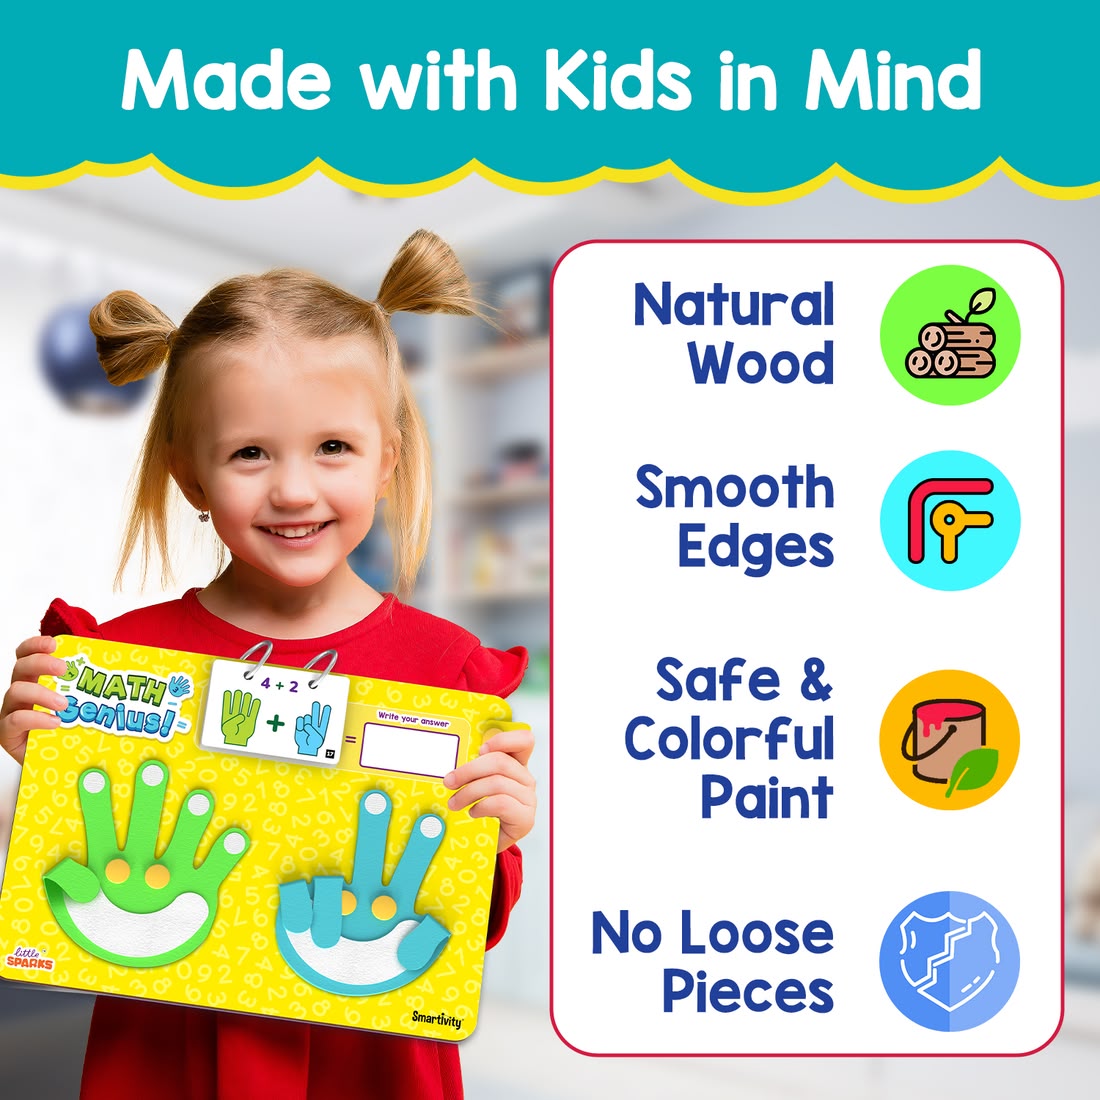 Made with Kids in Mind
Natural
Wood
Smooth
Edges
Safe &
Colorful
Paint
No Loose
Pieces
MATH
Genius!
4 + 2
+
17
=
Write your answer
little
SPARKS
Smartivity